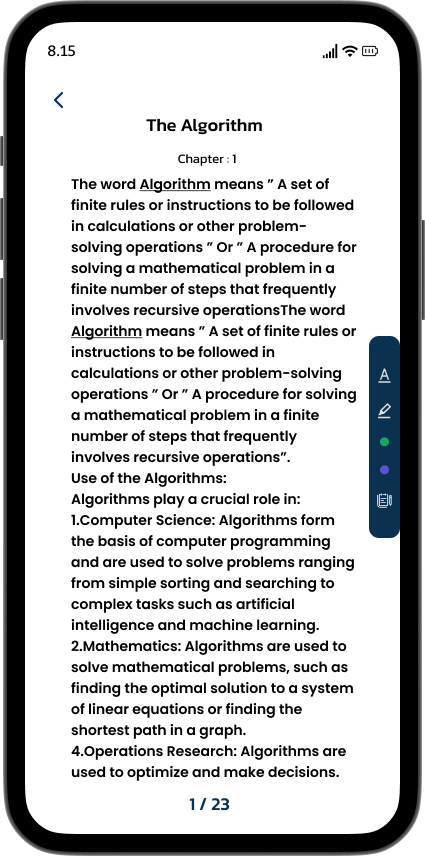 8.15
The Algorithm
Chapter : 1
The word Algorithm means ” A set of
finite rules or instructions to be followed
in calculations or other problem-
solving operations ” Or ” A procedure for
solving a mathematical problem in a
finite number of steps that frequently
involves recursive operationsThe word
Algorithm means ” A set of finite rules or
instructions to be followed in
calculations or other problem-solving
operations ” Or ” A procedure for solving
a mathematical problem in a finite
number of steps that frequently
involves recursive operations”.
Use of the Algorithms:
Algorithms play a crucial role in:
1.Computer Science: Algorithms form
the basis of computer programming
and are used to solve problems ranging
from simple sorting and searching to
complex tasks such as artificial
intelligence and machine learning.
2.Mathematics: Algorithms are used to
solve mathematical problems, such as
finding the optimal solution to a system
of linear equations or finding the
shortest path in a graph.
4.Operations Research: Algorithms are
used to optimize and make decisions.
A
1 / 23